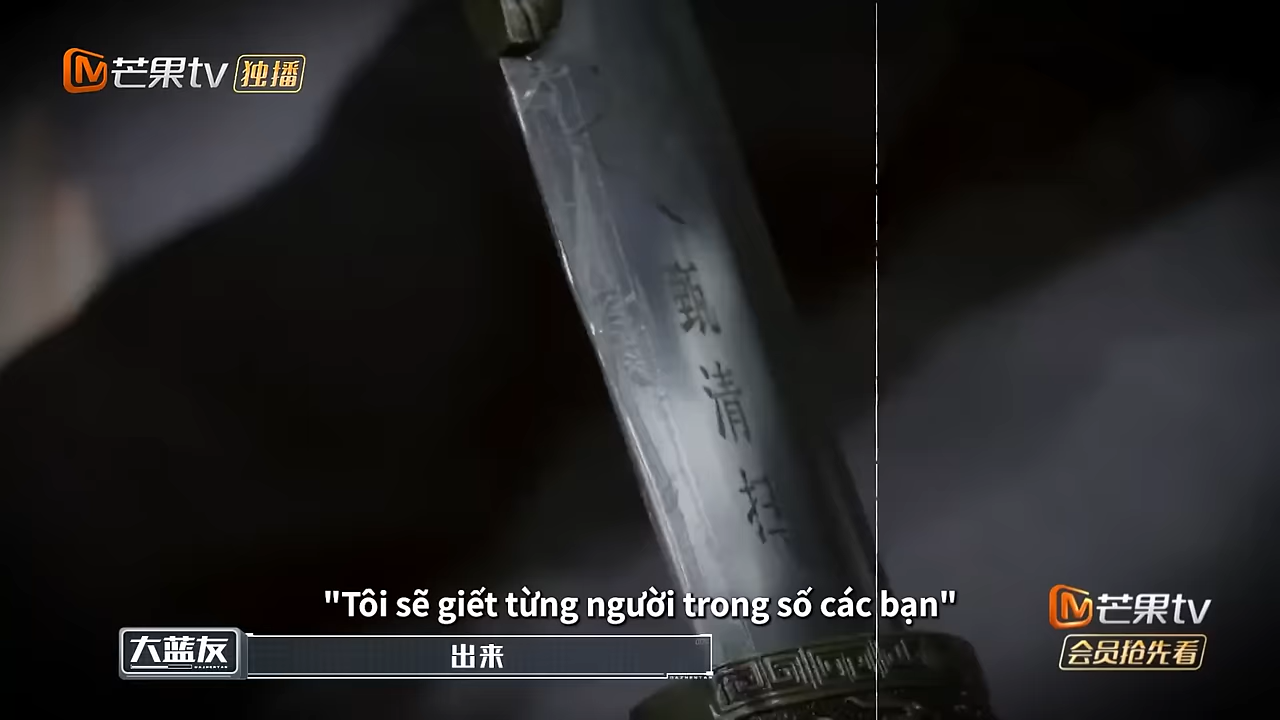 芒果tv 独播
清
"Tôi sẽ giết từng người trong số các bạn"
大蓝友
出来
芒果tv
会员抢先看